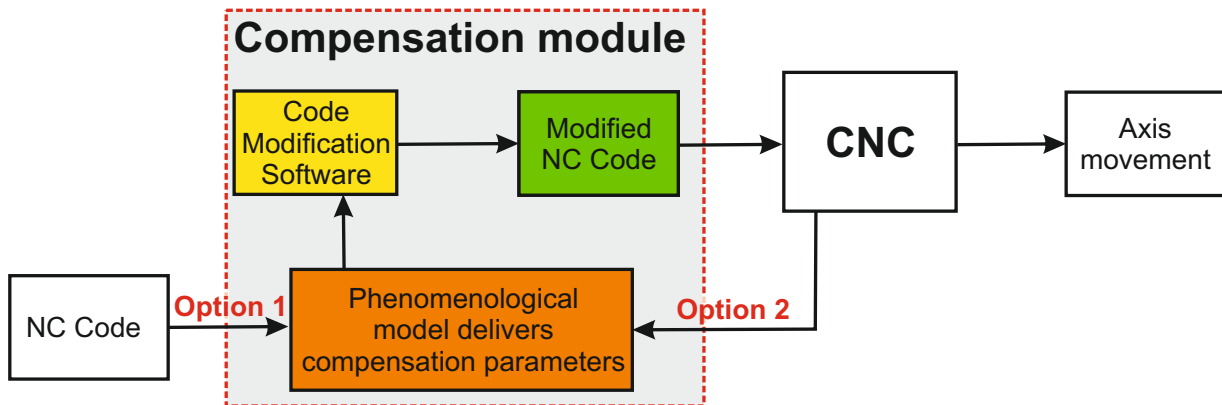 Compensation module
Code
Modification
Software
Modified
NC Code
CNC
Axis
movement
NC Code
Option 1
Phenomenological
model delivers
compensation parameters
Option 2